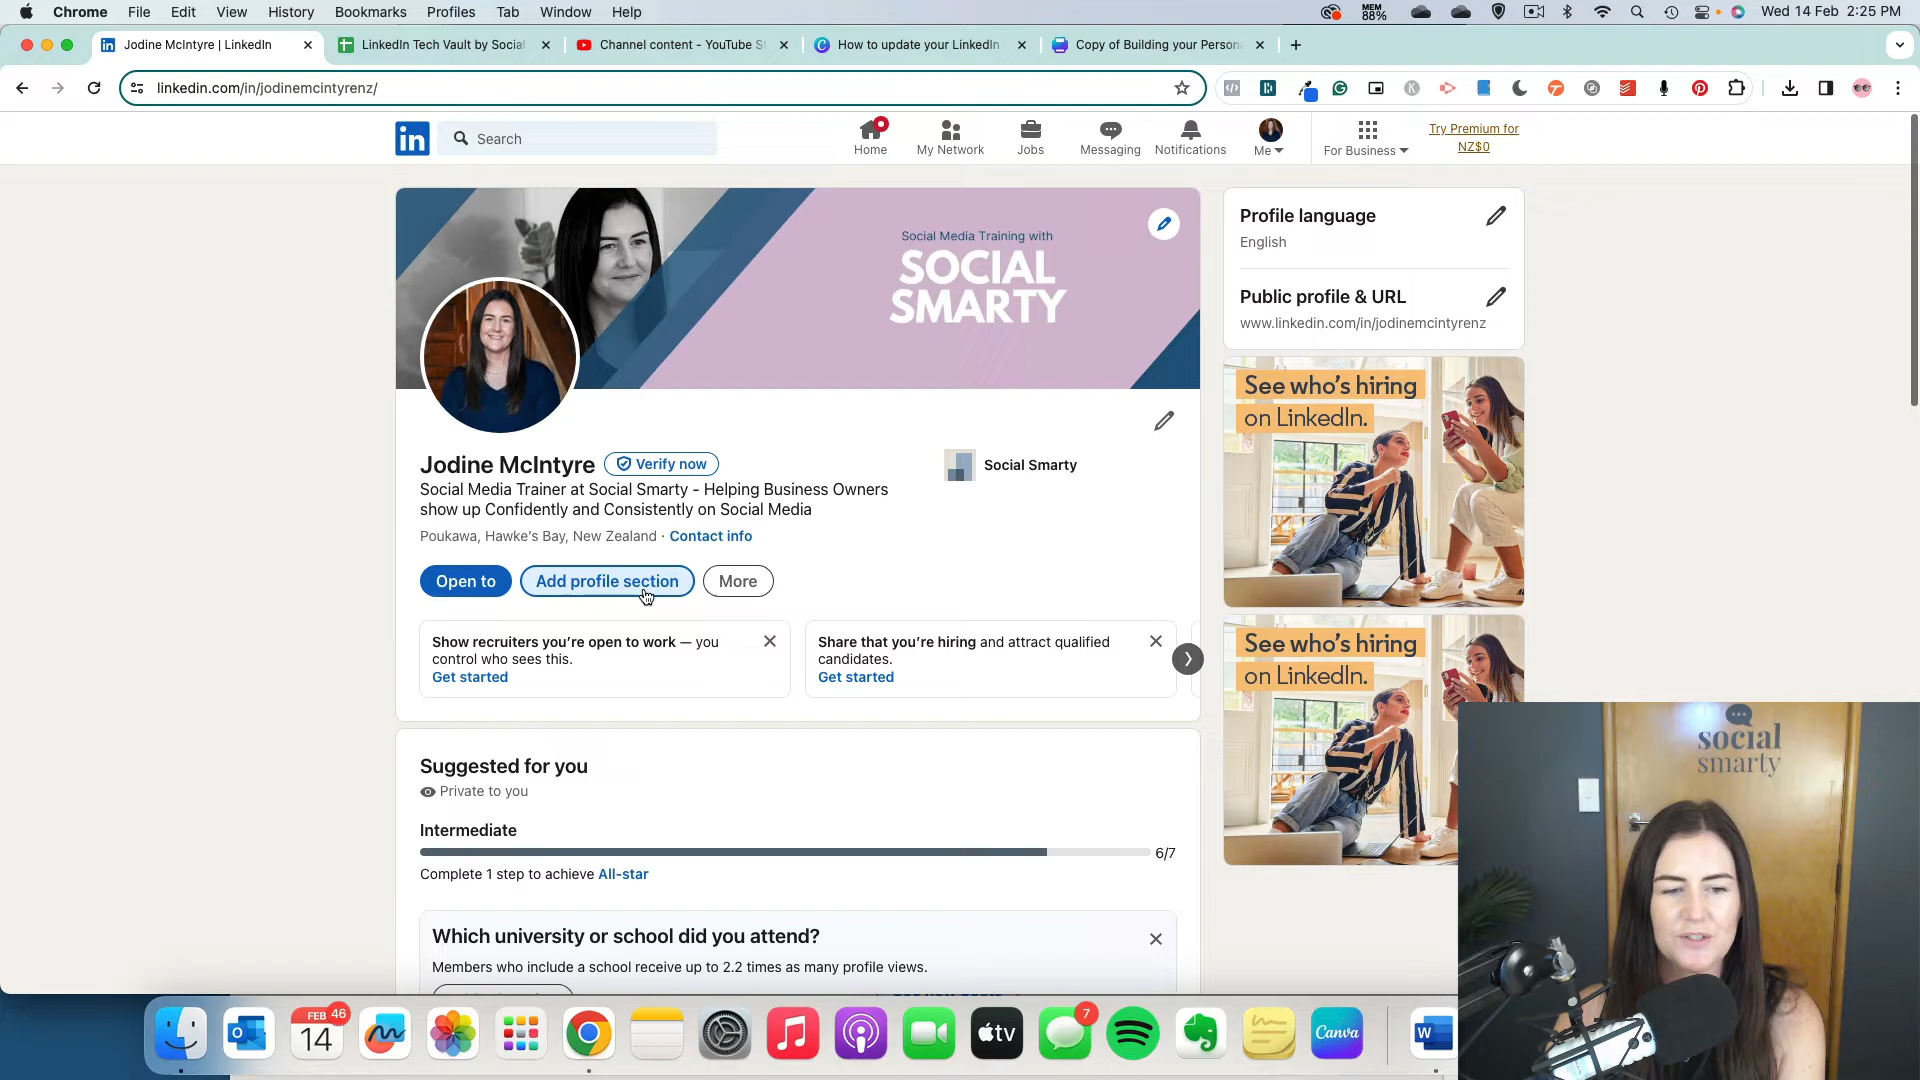 Chrome File Edit View History Bookmarks Profiles Tab Window Help
MEM
88%
Wed 14 Feb 2:25 PM
Jodine McIntyre | LinkedIn
LinkedIn Tech Vault by Social
Channel content - YouTube St
How to update your LinkedIn
Copy of Building your Person
linkedin.com/in/jodinemcintyrenz/
in
Search
Home
My Network
Jobs
Messaging
Notifications
Me
For Business
Try Premium for
NZ$0
Social Media Training with
SOCIAL
SMARTY
Jodine McIntyre
Verify now
Social Smarty
Social Media Trainer at Social Smarty - Helping Business Owners
show up Confidently and Consistently on Social Media
Poukawa, Hawke's Bay, New Zealand · Contact info
Open to
Add profile section
More
Show recruiters you're open to work — you
control who sees this.
Get started
Share that you're hiring and attract qualified
candidates.
Get started
Suggested for you
Private to you
Intermediate
6/7
Complete 1 step to achieve All-star
Which university or school did you attend?
Members who include a school receive up to 2.2 times as many profile views.
Profile language
English
Public profile & URL
www.linkedin.com/in/jodinemcintyrenz
See who's hiring
on LinkedIn.
See who's hiring
on LinkedIn.
social
smarty
FEB
46
14
tv
7
Canva
W